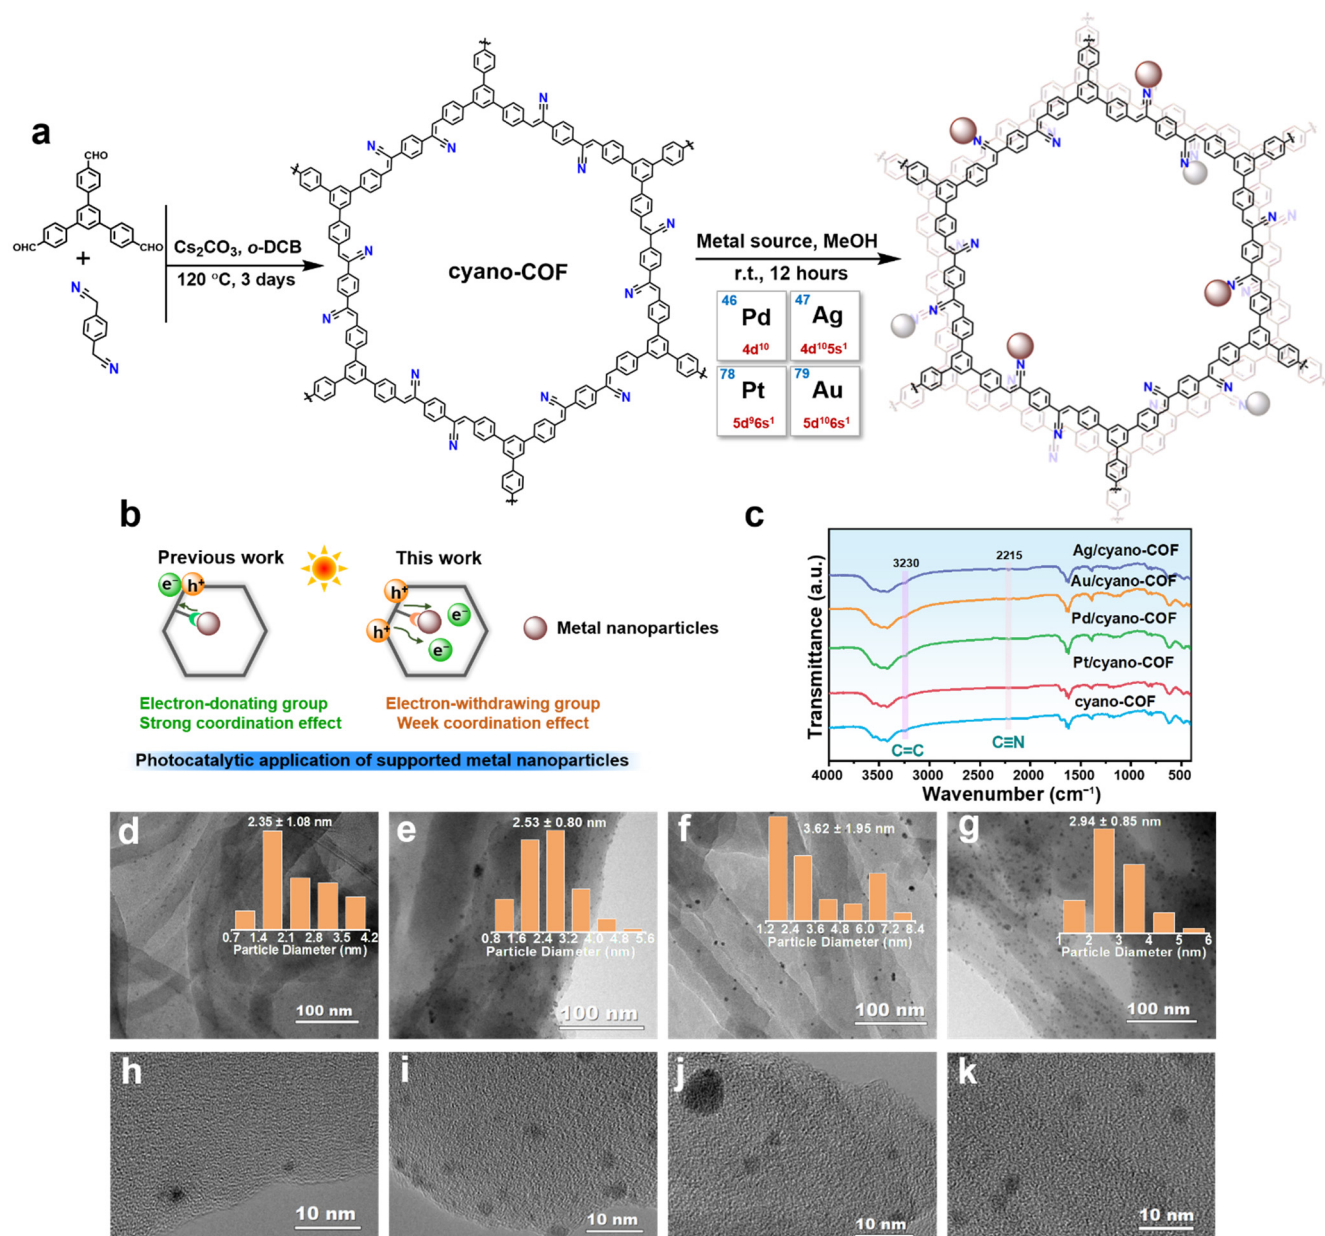 a
CHO
OHC
CHO
+
NC
CN
Cs₂CO₃, o-DCB
120 °C, 3 days
cyano-COF
Metal source, MeOH
r.t., 12 hours
46
Pd
4d¹⁰
47
Ag
4d¹⁰5s¹
78
Pt
5d⁹6s¹
79
Au
5d¹⁰6s¹
b
Previous work
This work
e⁻
h⁺
h⁺
e⁻
h⁺
e⁻
Metal nanoparticles
Electron-donating group
Strong coordination effect
Electron-withdrawing group
Week coordination effect
Photocatalytic application of supported metal nanoparticles
c
Transmittance (a.u.)
3230
2215
Ag/cyano-COF
Au/cyano-COF
Pd/cyano-COF
Pt/cyano-COF
cyano-COF
C=C
C≡N
4000 3500 3000 2500 2000 1500 1000 500
Wavenumber (cm⁻¹)
d
2.35 ± 1.08 nm
0.7 1.4 2.1 2.8 3.5 4.2
Particle Diameter (nm)
100 nm
e
2.53 ± 0.80 nm
0.8 1.6 2.4 3.2 4.0 4.8 5.6
Particle Diameter (nm)
100 nm
f
3.62 ± 1.95 nm
1.2 2.4 3.6 4.8 6.0 7.2 8.4
Particle Diameter (nm)
100 nm
g
2.94 ± 0.85 nm
1 2 3 4 5 6
Particle Diameter (nm)
100 nm
h
10 nm
i
10 nm
j
10 nm
k
10 nm